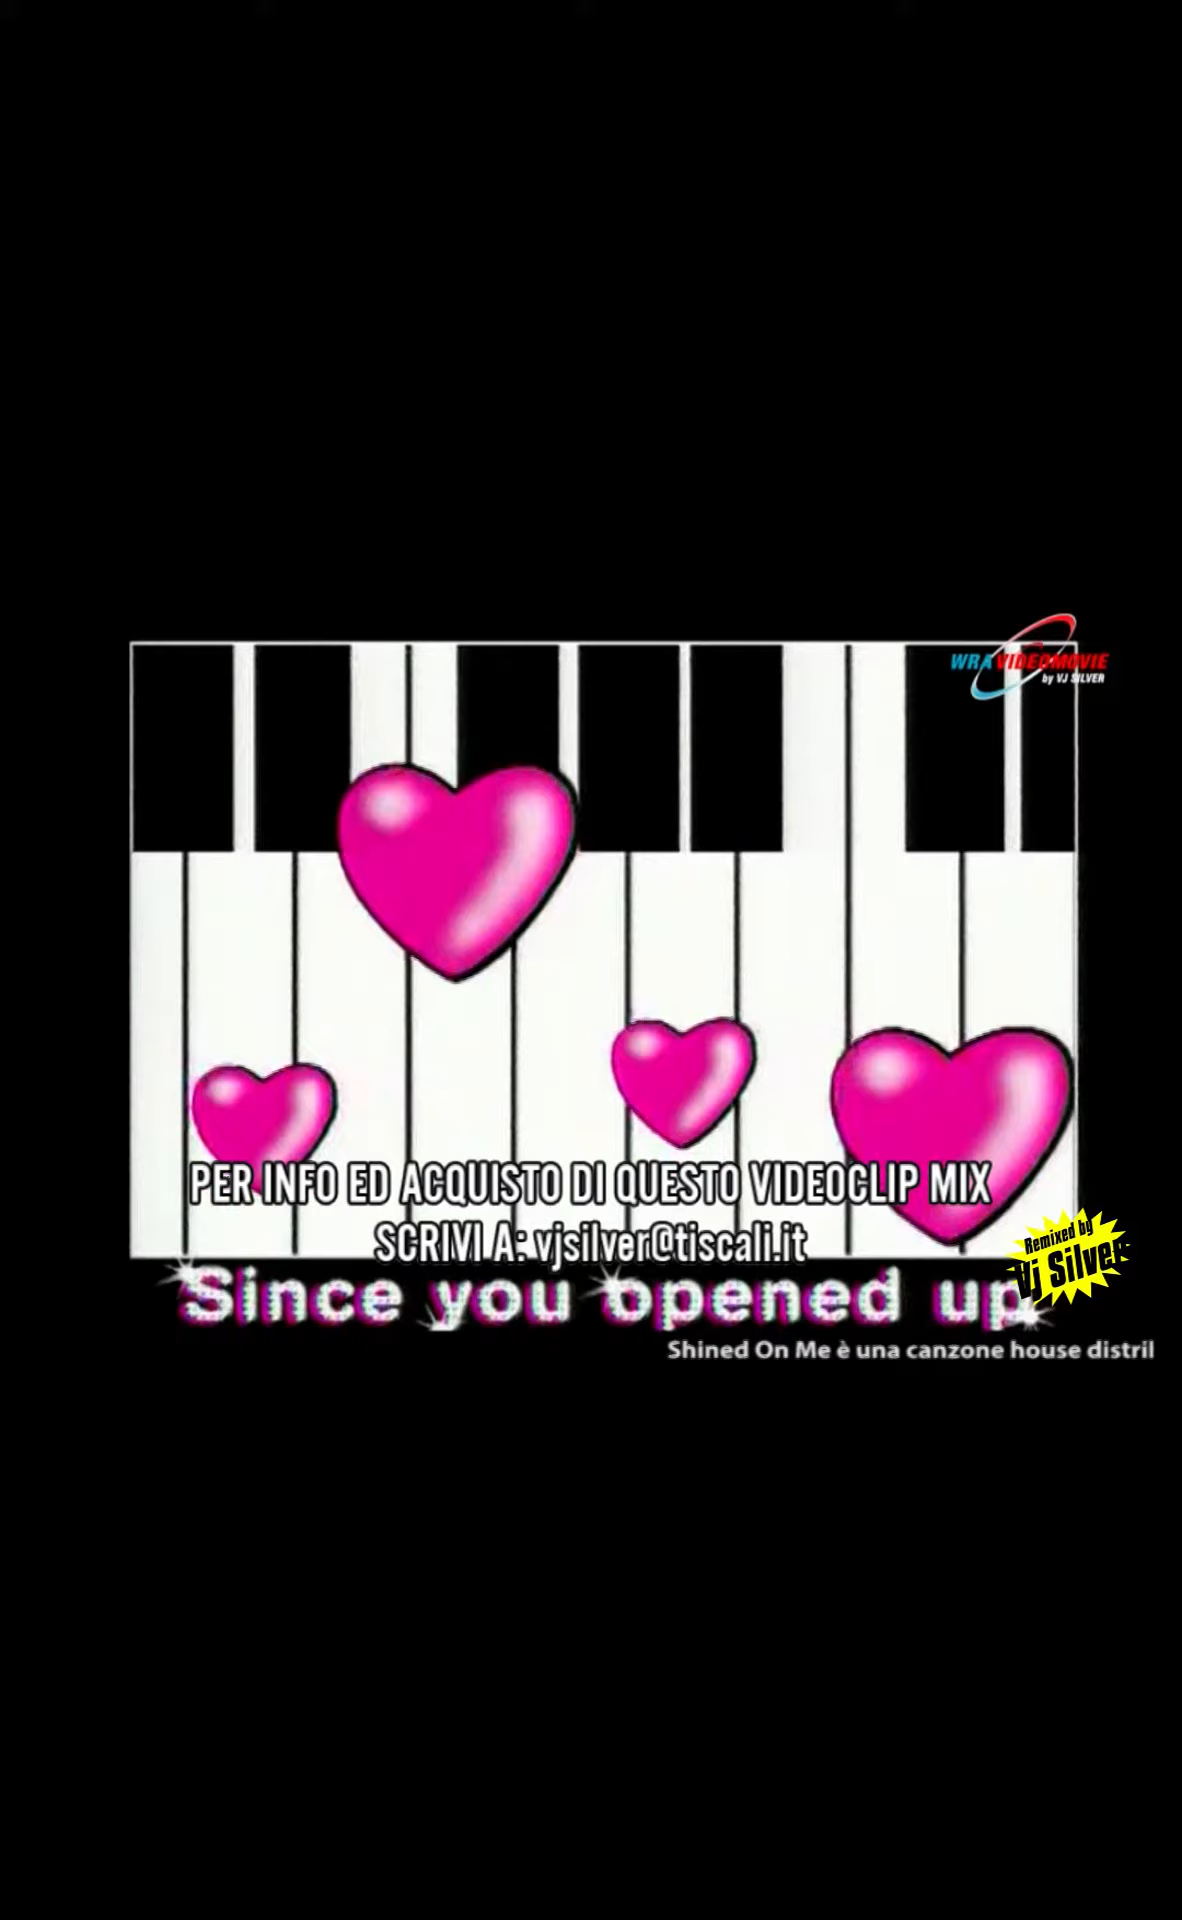 WRA VIDEOMOVIE
by VJ SILVER
PER INFO ED ACQUISTO DI QUESTO VIDEOCLIP MIX
SCRIVI A: vjsilver@tiscali.it
Remixed by
Vj Silver
Since you opened up
Shined On Me è una canzone house distril